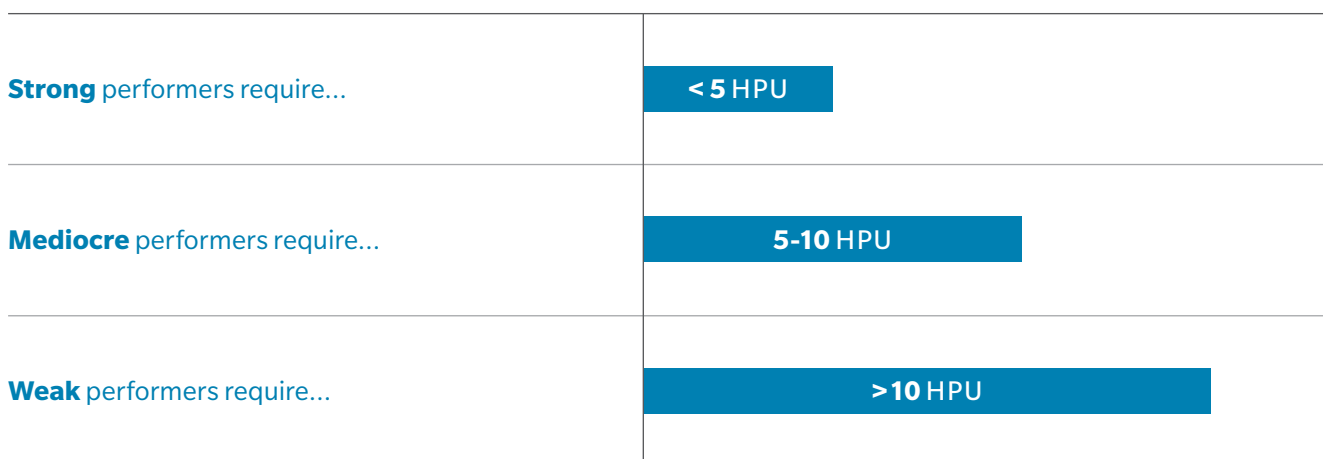 Strong performers require...
< 5 HPU
Mediocre performers require...
5-10 HPU
Weak performers require...
>10 HPU